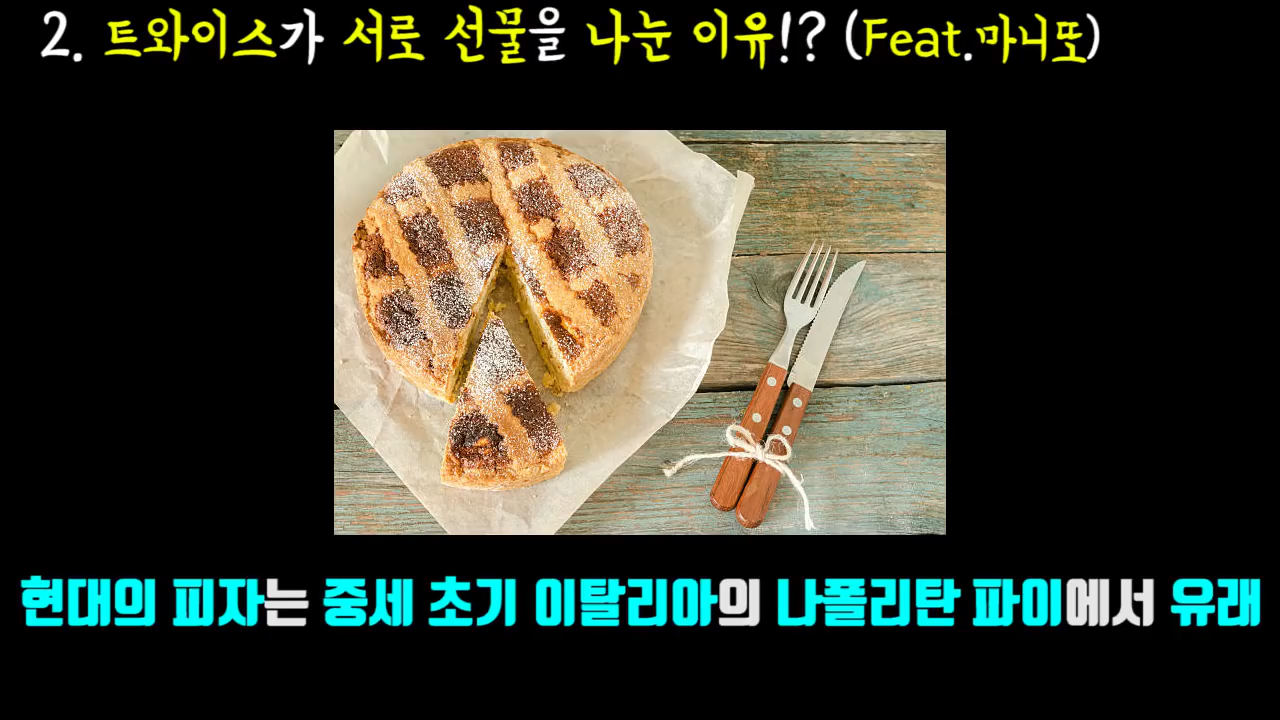 2. 트와이스가 서로 선물을 나눈 이유!? (Feat.마니또)
현대의 피자는 중세 초기 이탈리아의 나폴리탄 파이에서 유래